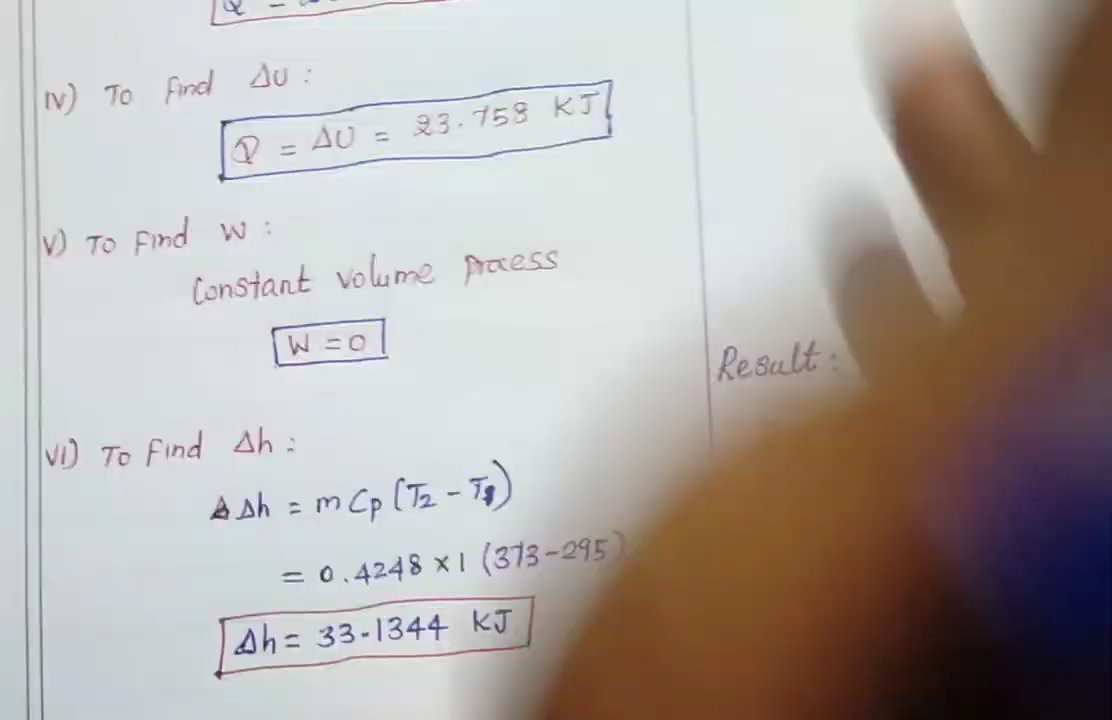 IV) To find ΔU :
Q = ΔU = 23.758 KJ
V) To Find W :
Constant volume process
W = 0
VI) To Find Δh :
Δh = m Cp (T2 - T1)
= 0.4248 x 1 (373-295)
Δh = 33.1344 KJ
Result :